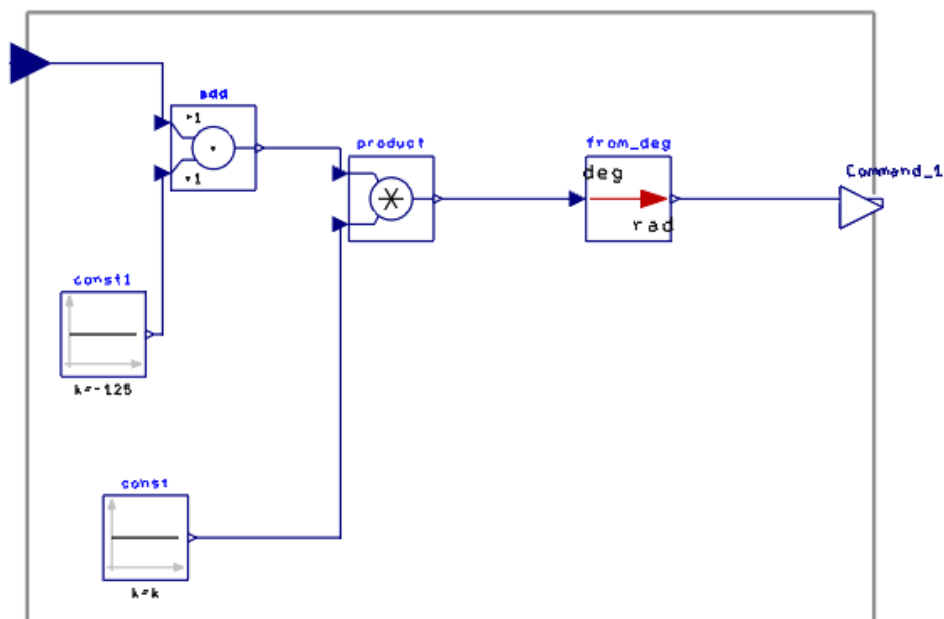 add
+1
+1
product
from_deg
deg
rad
Command_1
const1
k=-125
const
k=k